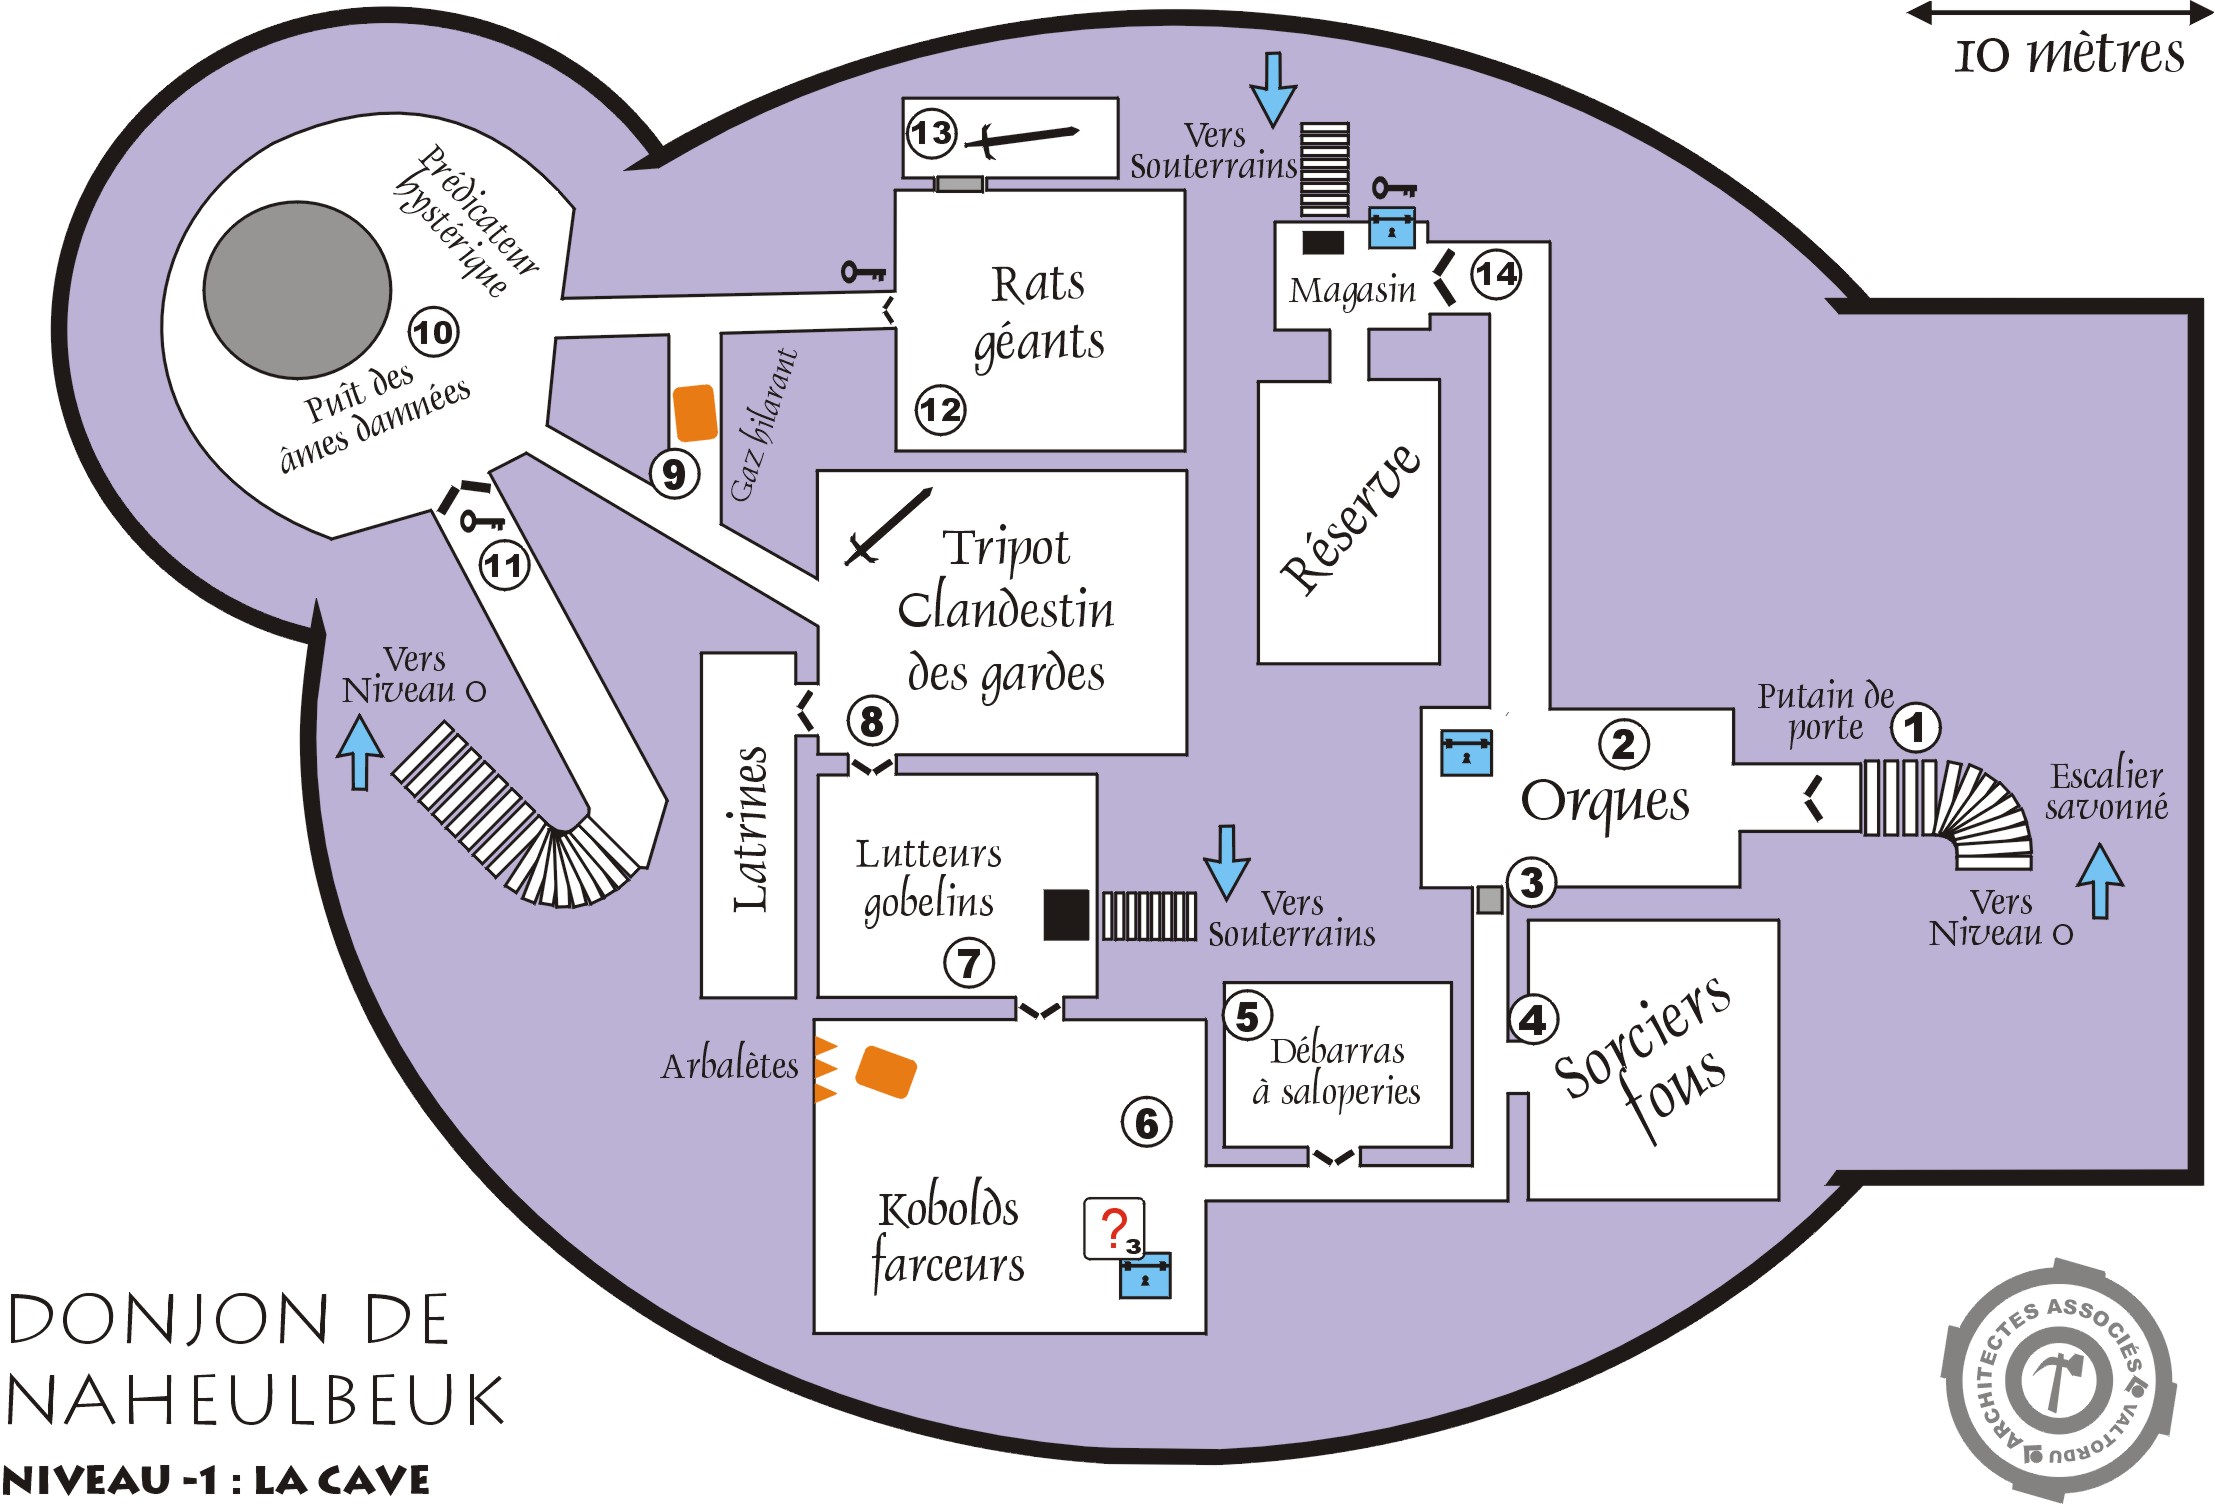 10 mètres
13
Vers
Souterrains
Prédicateur
hystérique
10
Puît des
âmes damnées
Rats
géants
12
Magasin
14
9
Gaz hilarant
11
Tripot
Clandestin
des gardes
8
Réserve
Vers
Niveau 0
Latrines
Putain de
porte
1
2
Orques
Escalier
savonné
Vers
Niveau 0
3
Lutteurs
gobelins
7
Vers
Souterrains
4
Sorciers
fous
5
Débarras
à saloperies
Arbalètes
6
Kobolds
farceurs
?
3
DONJON DE
NAHEULBEUK
NIVEAU -1 : LA CAVE
ARCHITECTES ASSOCIÉS
VALTORDU